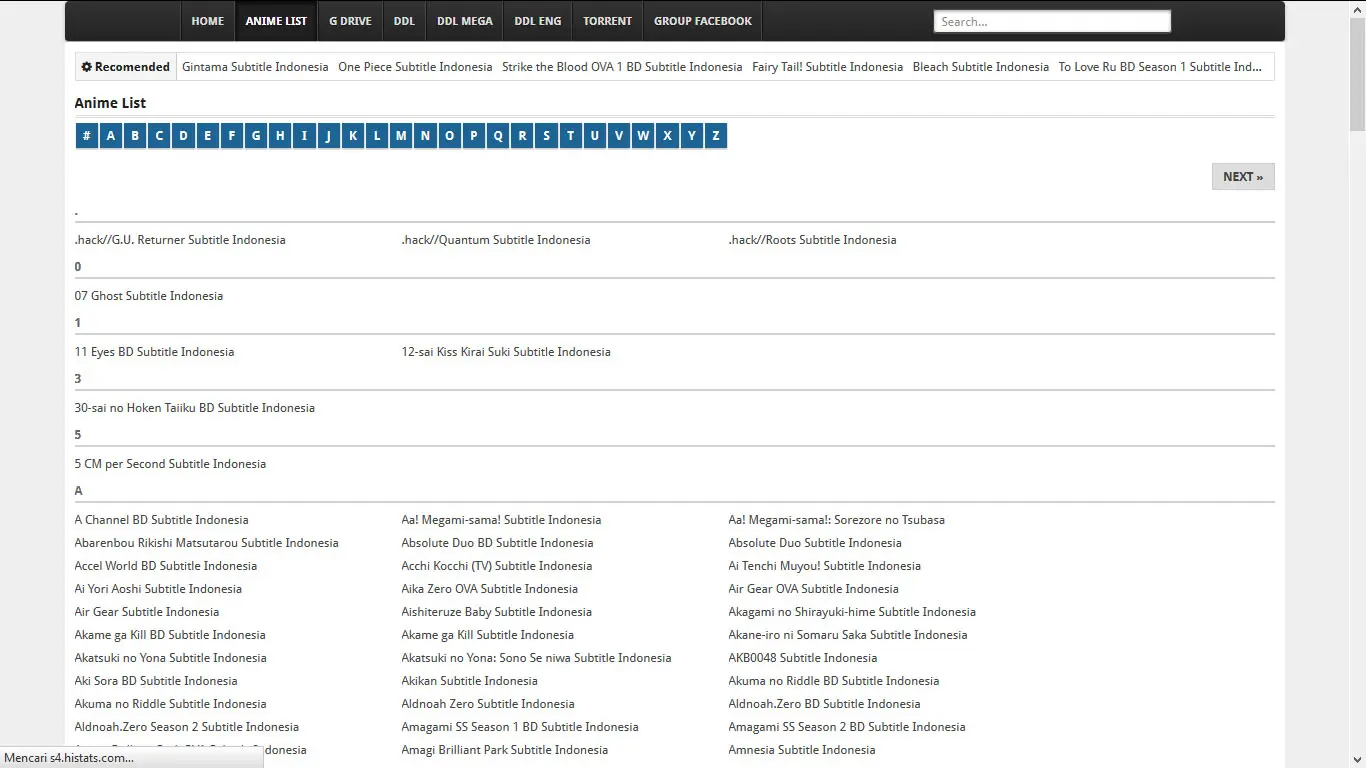 HOME ANIME LIST G DRIVE DDL DDL MEGA DDL ENG TORRENT GROUP FACEBOOK Search...
Recomended Gintama Subtitle Indonesia One Piece Subtitle Indonesia Strike the Blood OVA 1 BD Subtitle Indonesia Fairy Tail! Subtitle Indonesia Bleach Subtitle Indonesia To Love Ru BD Season 1 Subtitle Ind...
Anime List
# A B C D E F G H I J K L M N O P Q R S T U V W X Y Z
NEXT »
.
.hack//G.U. Returner Subtitle Indonesia .hack//Quantum Subtitle Indonesia .hack//Roots Subtitle Indonesia
0
07 Ghost Subtitle Indonesia
1
11 Eyes BD Subtitle Indonesia 12-sai Kiss Kirai Suki Subtitle Indonesia
3
30-sai no Hoken Taiiku BD Subtitle Indonesia
5
5 CM per Second Subtitle Indonesia
A
A Channel BD Subtitle Indonesia Aa! Megami-sama! Subtitle Indonesia Aa! Megami-sama!: Sorezore no Tsubasa
Abarenbou Rikishi Matsutarou Subtitle Indonesia Absolute Duo BD Subtitle Indonesia Absolute Duo Subtitle Indonesia
Accel World BD Subtitle Indonesia Acchi Kocchi (TV) Subtitle Indonesia Ai Tenchi Muyou! Subtitle Indonesia
Ai Yori Aoshi Subtitle Indonesia Aika Zero OVA Subtitle Indonesia Air Gear OVA Subtitle Indonesia
Air Gear Subtitle Indonesia Aishiteruze Baby Subtitle Indonesia Akagami no Shirayuki-hime Subtitle Indonesia
Akame ga Kill BD Subtitle Indonesia Akame ga Kill Subtitle Indonesia Akane-iro ni Somaru Saka Subtitle Indonesia
Akatsuki no Yona Subtitle Indonesia Akatsuki no Yona: Sono Se niwa Subtitle Indonesia AKB0048 Subtitle Indonesia
Aki Sora BD Subtitle Indonesia Akikan Subtitle Indonesia Akuma no Riddle BD Subtitle Indonesia
Akuma no Riddle Subtitle Indonesia Aldnoah Zero Subtitle Indonesia Aldnoah.Zero BD Subtitle Indonesia
Aldnoah.Zero Season 2 Subtitle Indonesia Amagami SS Season 1 BD Subtitle Indonesia Amagami SS Season 2 BD Subtitle Indonesia
Amagi Brilliant Park Subtitle Indonesia Amnesia Subtitle Indonesia
Mencari s4.histats.com...